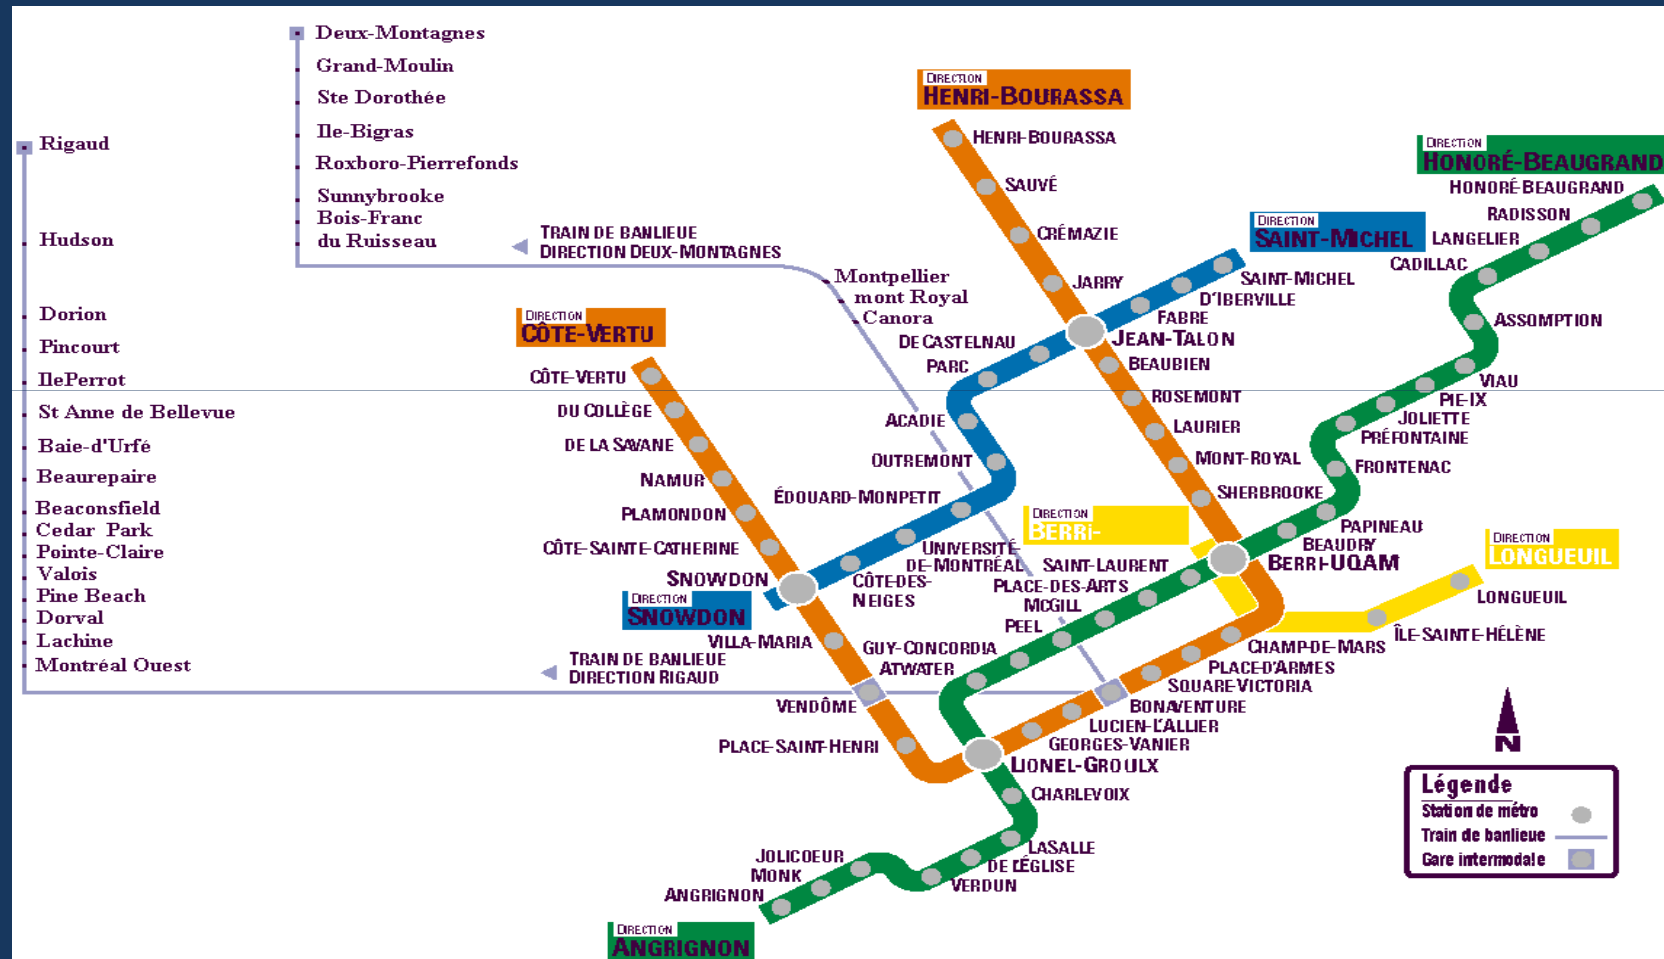 Deux-Montagnes
Grand-Moulin
Ste Dorothée
Ile-Bigras
Roxboro-Pierrefonds
Sunnybrooke
Bois-Franc
du Ruisseau
Rigaud
Hudson
Dorion
Pincourt
IlePerrot
St Anne de Bellevue
Baie-d'Urfé
Beaurepaire
Beaconsfield
Cedar Park
Pointe-Claire
Valois
Pine Beach
Dorval
Lachine
Montréal Ouest
TRAIN DE BANLIEUE
DIRECTION DEUX-MONTAGNES
Montpellier
mont Royal
Canora
TRAIN DE BANLIEUE
DIRECTION RIGAUD
DIRECTION
CÔTE-VERTU
CÔTE-VERTU
DU COLLÈGE
DE LA SAVANE
NAMUR
PLAMONDON
CÔTE-SAINTE-CATHERINE
SNOWDON
DIRECTION
SNOWDON
VILLA-MARIA
VENDÔME
PLACE-SAINT-HENRI
DIRECTION
HENRI-BOURASSA
HENRI-BOURASSA
SAUVÉ
CRÉMAZIE
JARRY
JEAN-TALON
BEAUBIEN
ROSEMONT
LAURIER
MONT-ROYAL
SHERBROOKE
BERRI-UQAM
CHAMP-DE-MARS
PLACE-D'ARMES
SQUARE-VICTORIA
BONAVENTURE
LUCIEN-L'ALLIER
GEORGES-VANIER
LIONEL-GROULX
DIRECTION
SAINT-MICHEL
SAINT-MICHEL
D'IBERVILLE
FABRE
DE CASTELNAU
PARC
ACADIE
OUTREMONT
ÉDOUARD-MONPETIT
UNIVERSITÉ-
DE-MONTRÉAL
CÔTE-DES-
NEIGES
DIRECTION
HONORÉ-BEAUGRAND
HONORÉ-BEAUGRAND
RADISSON
LANGELIER
CADILLAC
ASSOMPTION
VIAU
PIE-IX
JOLIETTE
PRÉFONTAINE
FRONTENAC
PAPINEAU
BEAUDRY
SAINT-LAURENT
PLACE-DES-ARTS
MCGILL
PEEL
GUY-CONCORDIA
ATWATER
CHARLEVOIX
LASALLE
DE L'ÉGLISE
VERDUN
JOLICOEUR
MONK
ANGRIGNON
DIRECTION
ANGRIGNON
DIRECTION
BERRI-
DIRECTION
LONGUEUIL
LONGUEUIL
ÎLE-SAINTE-HÉLÈNE
N
Légende
Station de métro
Train de banlieue
Gare intermodale